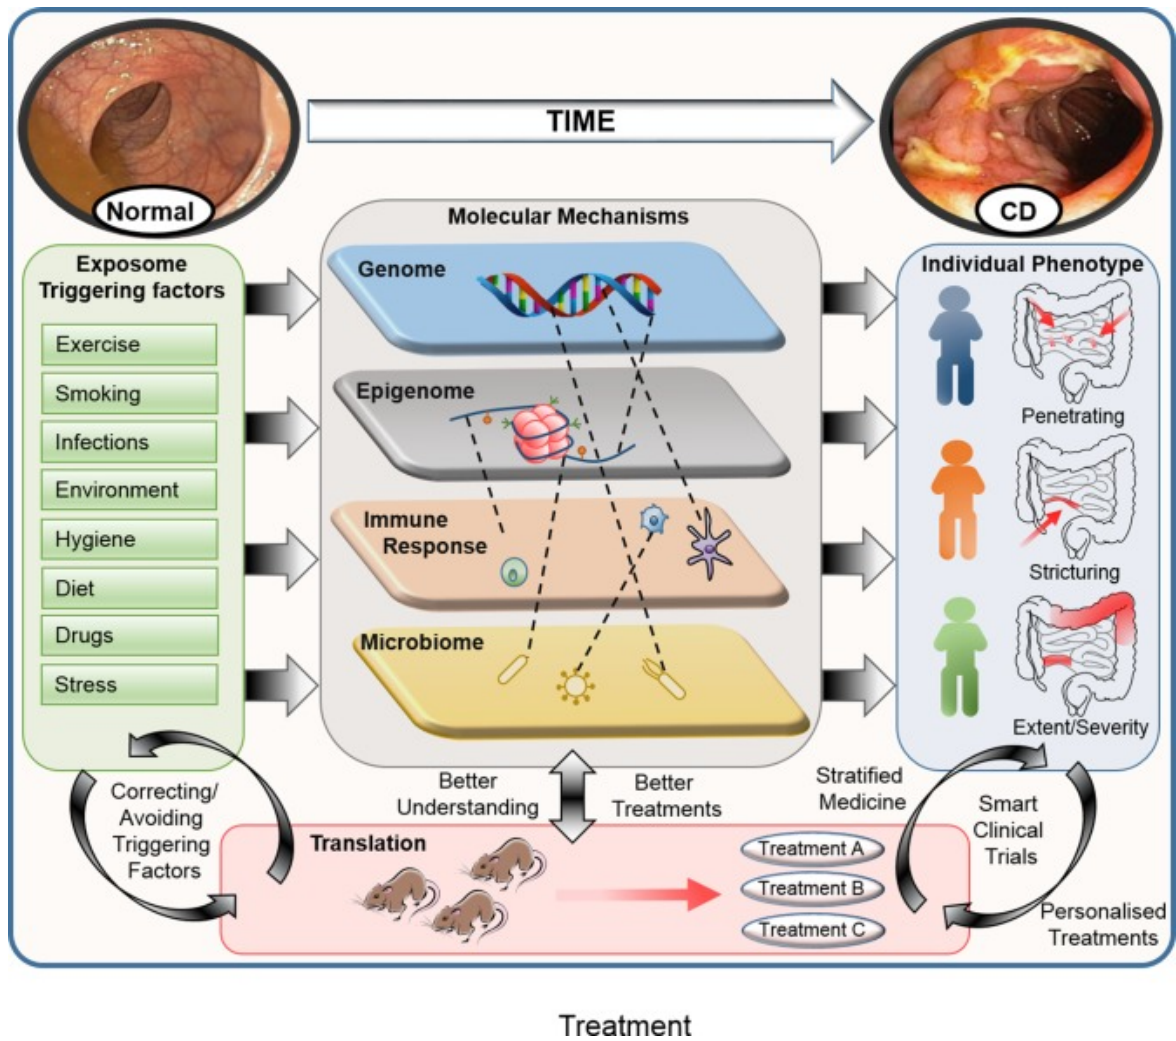 TIME
Normal
CD
Exposome
Triggering factors
Exercise
Smoking
Infections
Environment
Hygiene
Diet
Drugs
Stress
Molecular Mechanisms
Genome
Epigenome
Immune
Response
Microbiome
Individual Phenotype
Penetrating
Stricturing
Extent/Severity
Correcting/
Avoiding
Triggering
Factors
Better
Understanding
Better
Treatments
Stratified
Medicine
Smart
Clinical
Trials
Personalised
Treatments
Translation
Treatment A
Treatment B
Treatment C
Treatment